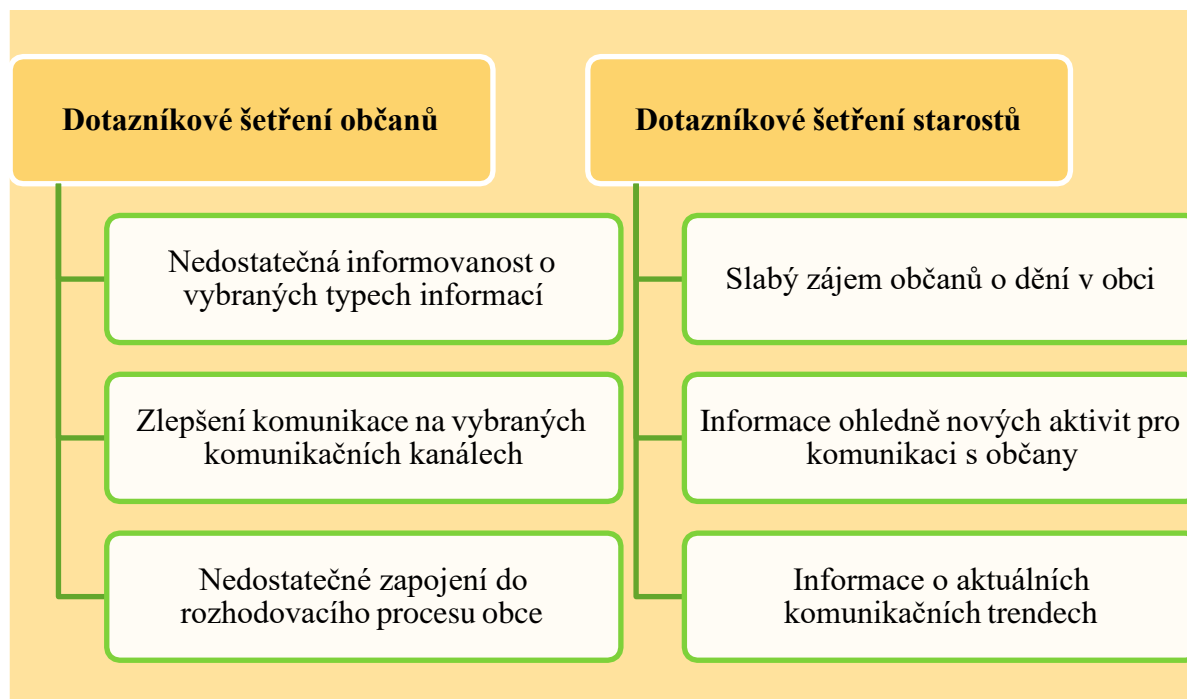 Dotazníkové šetření občanů
Nedostatečná informovanost o
vybraných typech informací
Zlepšení komunikace na vybraných
komunikačních kanálech
Nedostatečné zapojení do
rozhodovacího procesu obce
Dotazníkové šetření starostů
Slabý zájem občanů o dění v obci
Informace ohledně nových aktivit pro
komunikaci s občany
Informace o aktuálních
komunikačních trendech